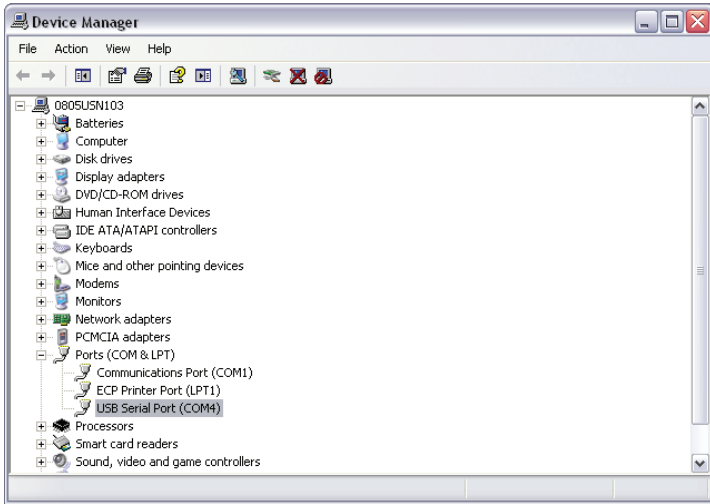 Device Manager
File Action View Help
0805USN103
Batteries
Computer
Disk drives
Display adapters
DVD/CD-ROM drives
Human Interface Devices
IDE ATA/ATAPI controllers
Keyboards
Mice and other pointing devices
Modems
Monitors
Network adapters
PCMCIA adapters
Ports (COM & LPT)
Communications Port (COM1)
ECP Printer Port (LPT1)
USB Serial Port (COM4)
Processors
Smart card readers
Sound, video and game controllers